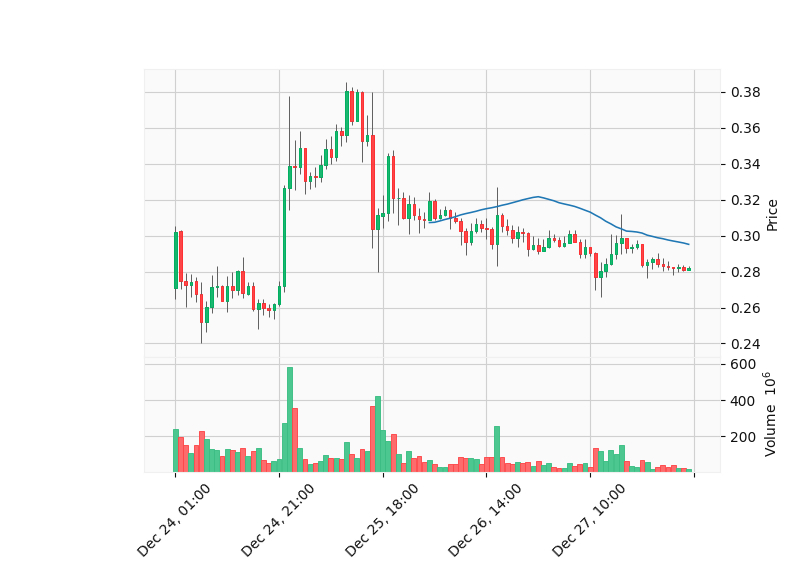 0.38
0.36
0.34
0.32
0.30
0.28
0.26
0.24
Price
600
400
200
Volume 10⁶
Dec 24, 01:00
Dec 24, 21:00
Dec 25, 18:00
Dec 26, 14:00
Dec 27, 10:00